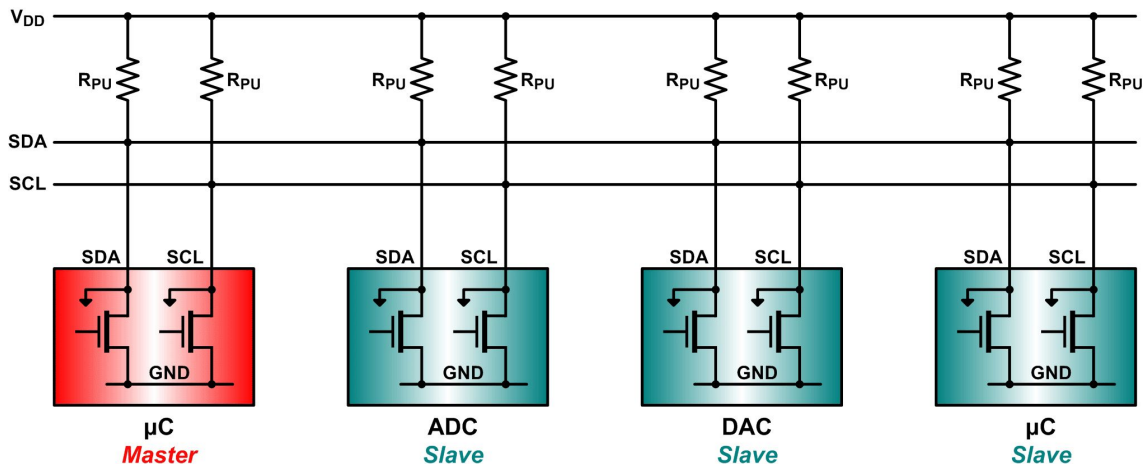 VDD
RPU RPU RPU RPU RPU RPU RPU RPU
SDA
SCL
SDA SCL SDA SCL SDA SCL SDA SCL
GND GND GND GND
µC ADC DAC µC
Master Slave Slave Slave